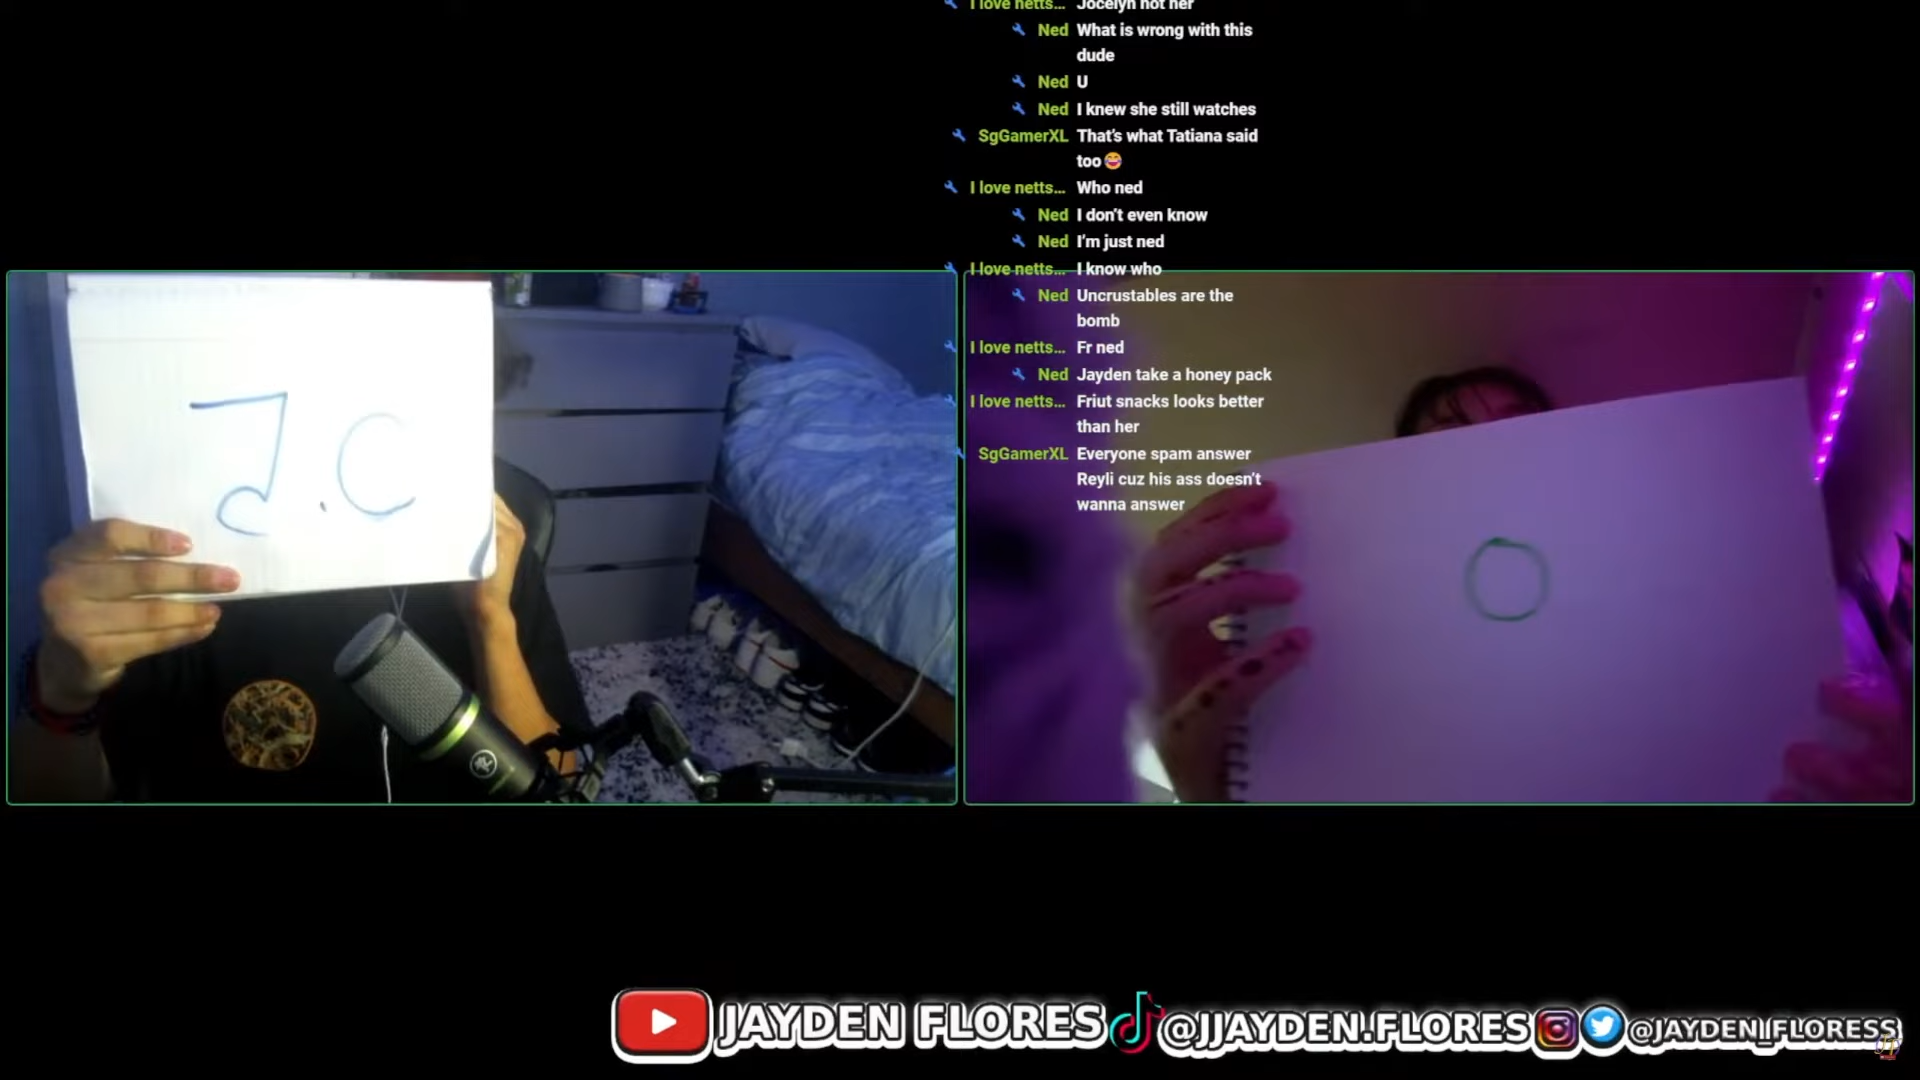 I love netts... Jocelyn not her
Ned What is wrong with this
dude
Ned U
Ned I knew she still watches
SgGamerXL That's what Tatiana said
too😂
I love netts... Who ned
Ned I don't even know
Ned I'm just ned
I love netts... I know who
Ned Uncrustables are the
bomb
I love netts... Fr ned
Ned Jayden take a honey pack
I love netts... Friut snacks looks better
than her
SgGamerXL Everyone spam answer
Reyli cuz his ass doesn't
wanna answer
J.C
O
JAYDEN FLORES @JJAYDEN.FLORES @JAYDEN_FLORESS